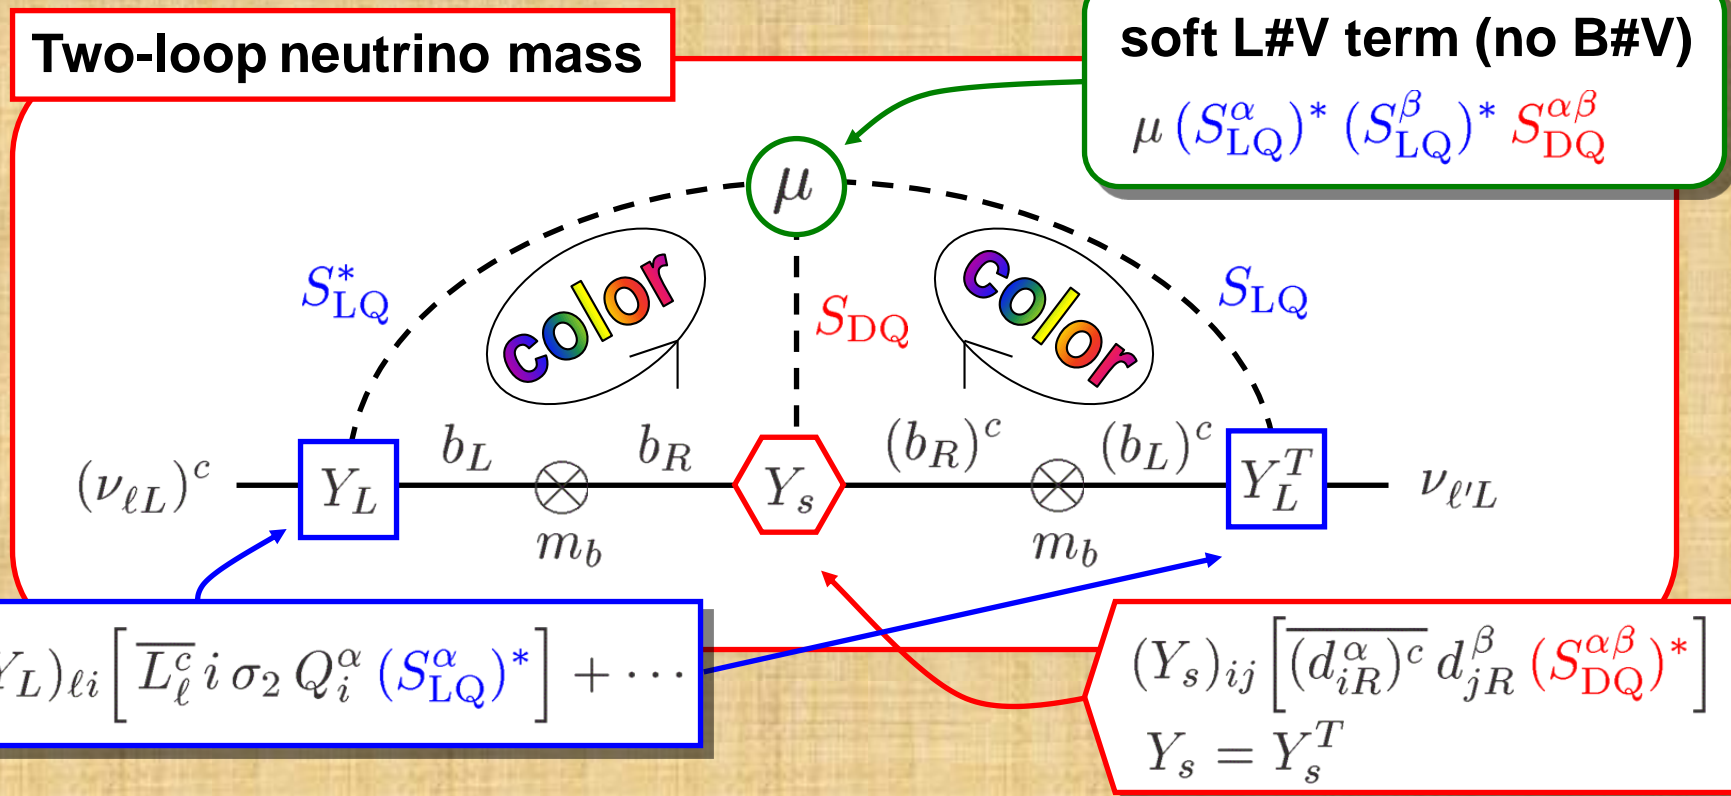 Two-loop neutrino mass
soft L#V term (no B#V)
μ (S_LQ^α)* (S_LQ^β)* S_DQ^αβ
μ
color
color
S*_LQ
S_DQ
S_LQ
(ν_ℓL)^c
Y_L
b_L
b_R
Y_s
(b_R)^c
(b_L)^c
Y_L^T
ν_ℓ'L
m_b
m_b
Y_L)_ℓi [ \overline{L_ℓ^c} i σ_2 Q_i^α (S_LQ^α)* ] + ···
(Y_s)_ij [ \overline{(d_iR^α)^c} d_jR^β (S_DQ^αβ)* ]
Y_s = Y_s^T